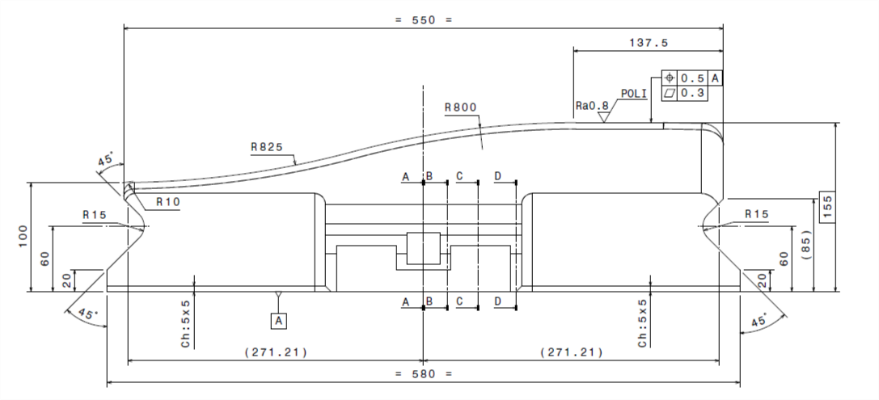 = 550 =
137.5
⌖ 0.5 A
⏥ 0.3
POLI
Ra0.8
R800
R825
45°
A B C D
R10
R15
R15
100
60
20
155
(85)
60
20
A B C D
45°
Ch:5x5
A
Ch:5x5
45°
(271.21)
(271.21)
= 580 =